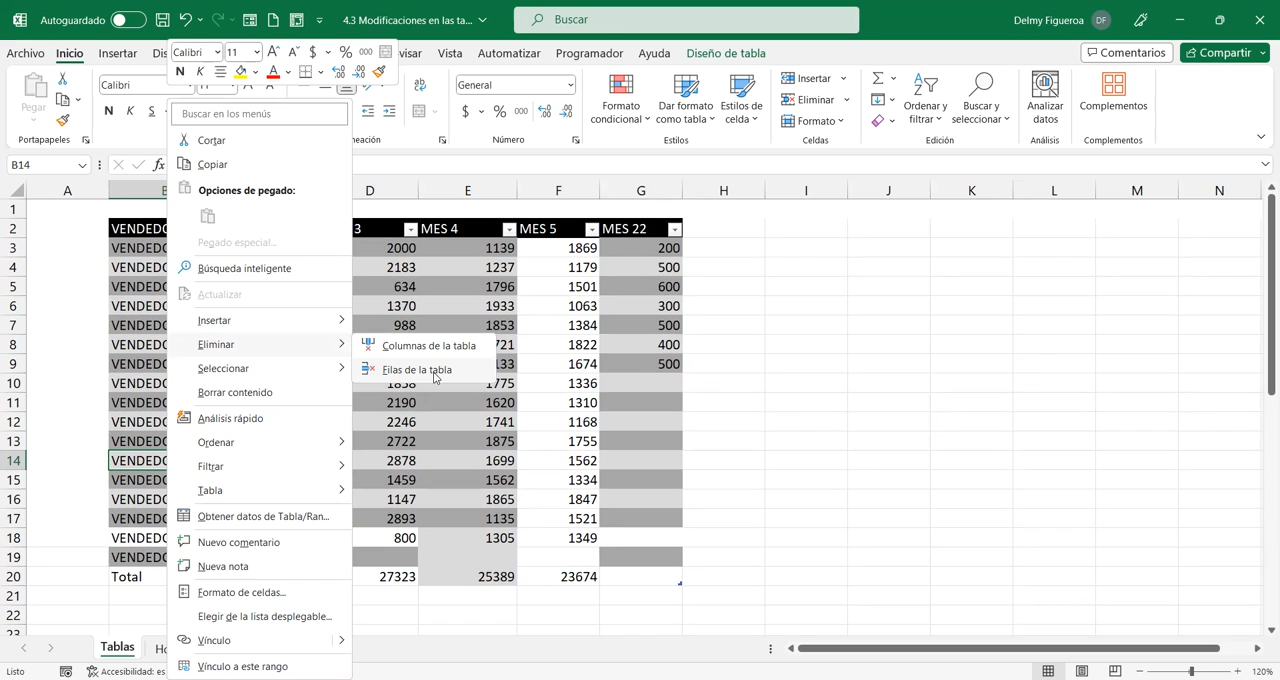 Autoguardado
4.3 Modificaciones en las ta...
Buscar
Delmy Figueroa
DF
Archivo Inicio Insertar Dis
visar Vista Automatizar Programador Ayuda Diseño de tabla
Comentarios
Compartir
Calibri 11
$ % 000
N K
Pegar
Portapapeles
Calibri
N K S
neación
General
$ % 000
Número
Formato condicional
Dar formato como tabla
Estilos de celda
Estilos
Insertar
Eliminar
Formato
Celdas
Ordenar y filtrar
Buscar y seleccionar
Edición
Analizar datos
Análisis
Complementos
Complementos
B14
fx
Buscar en los menús
Cortar
Copiar
Opciones de pegado:
Pegado especial...
Búsqueda inteligente
Actualizar
Insertar
Eliminar
Seleccionar
Borrar contenido
Análisis rápido
Ordenar
Filtrar
Tabla
Obtener datos de Tabla/Ran...
Nuevo comentario
Nueva nota
Formato de celdas...
Elegir de la lista desplegable...
Vínculo
Vínculo a este rango
Columnas de la tabla
Filas de la tabla
A D E F G H I J K L M N
1
2 VENDEDO 3 MES 4 MES 5 MES 22
3 VENDEDO 2000 1139 1869 200
4 VENDEDO 2183 1237 1179 500
5 VENDEDO 634 1796 1501 600
6 VENDEDO 1370 1933 1063 300
7 VENDEDO 988 1853 1384 500
8 VENDEDO 721 1822 400
9 VENDEDO 133 1674 500
10 VENDEDO 1838 1775 1336
11 VENDEDO 2190 1620 1310
12 VENDEDO 2246 1741 1168
13 VENDEDO 2722 1875 1755
14 VENDEDO 2878 1699 1562
15 VENDEDO 1459 1562 1334
16 VENDEDO 1147 1865 1847
17 VENDEDO 2893 1135 1521
18 VENDEDO 800 1305 1349
19 VENDEDO
20 Total 27323 25389 23674
21
22
23
Tablas Ho
Listo
Accesibilidad: es
120%